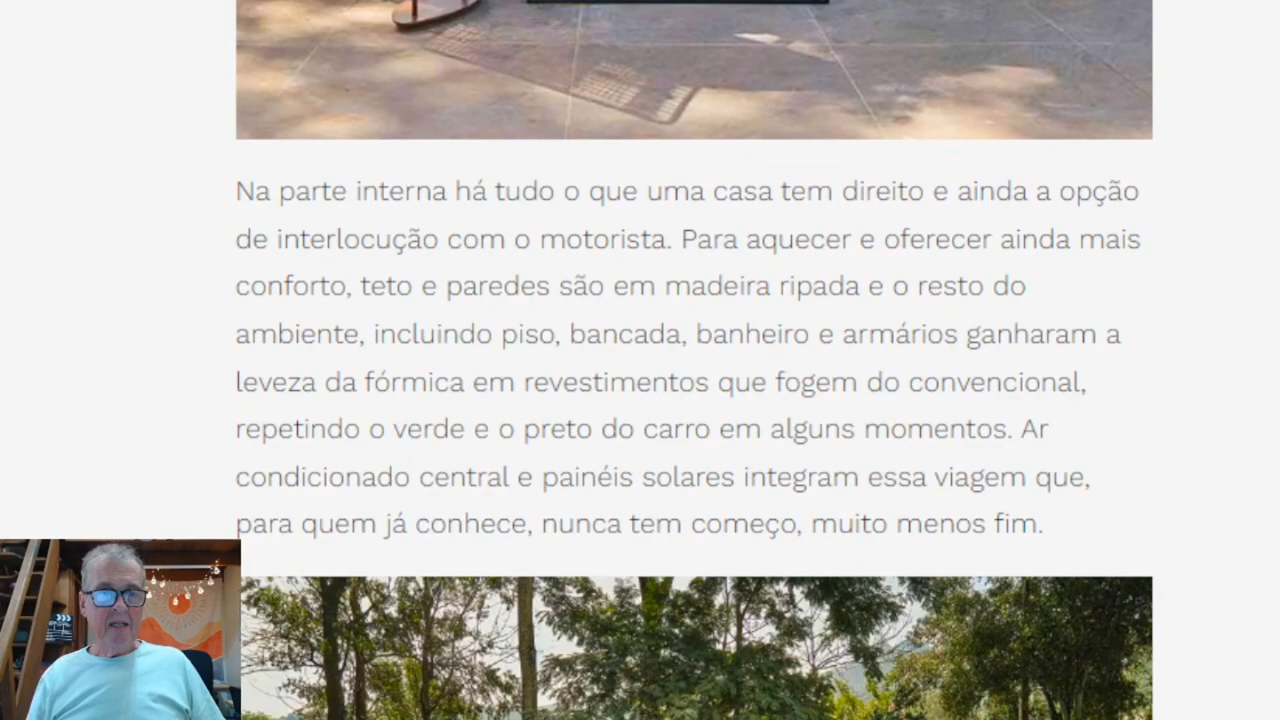 Na parte interna há tudo o que uma casa tem direito e ainda a opção
de interlocução com o motorista. Para aquecer e oferecer ainda mais
conforto, teto e paredes são em madeira ripada e o resto do
ambiente, incluindo piso, bancada, banheiro e armários ganharam a
leveza da fórmica em revestimentos que fogem do convencional,
repetindo o verde e o preto do carro em alguns momentos. Ar
condicionado central e painéis solares integram essa viagem que,
para quem já conhece, nunca tem começo, muito menos fim.